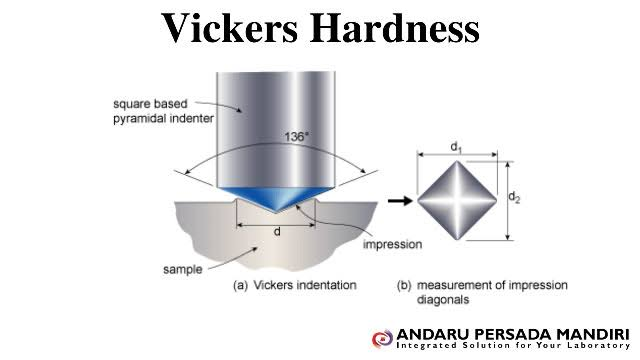 Vickers Hardness
square based
pyramidal indenter
136°
d₁
d₂
d
impression
sample
(a) Vickers indentation
(b) measurement of impression
diagonals
ANDARU PERSADA MANDIRI
Integrated Solution for Your Laboratory